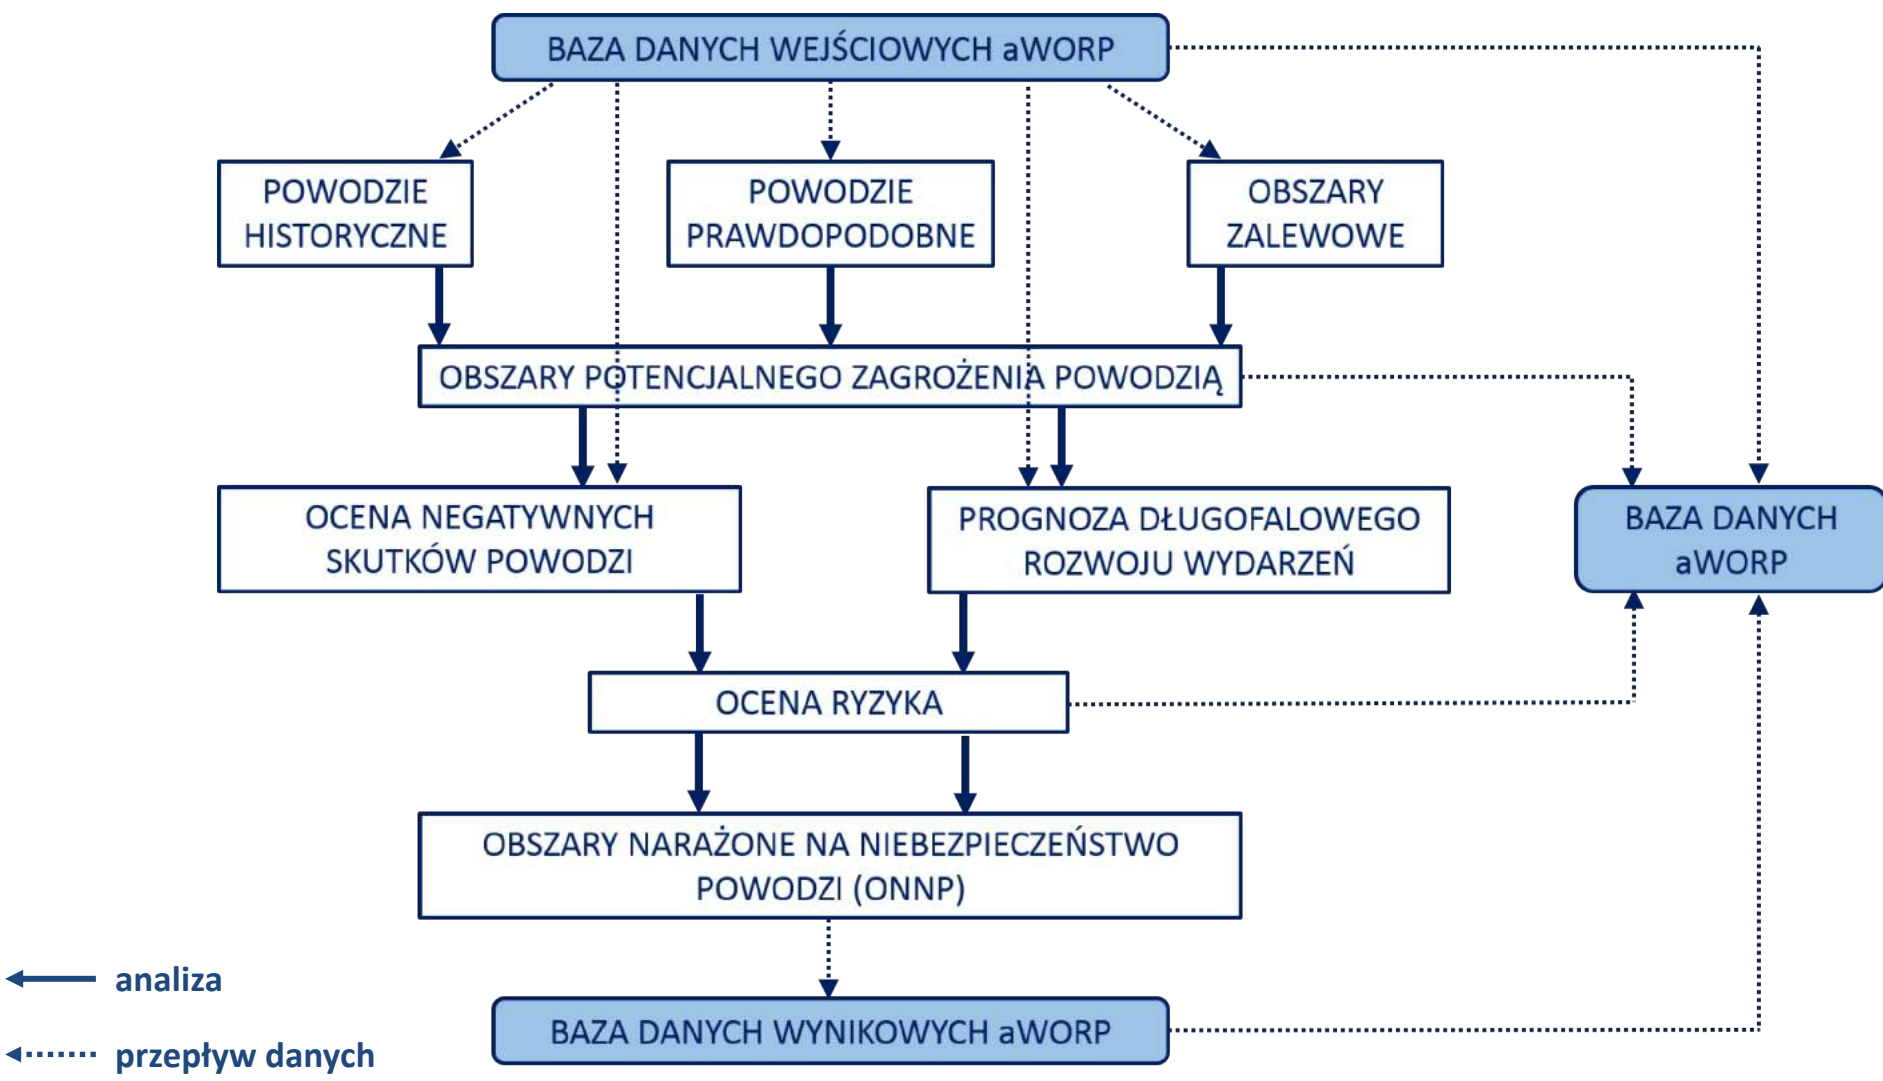 BAZA DANYCH WEJŚCIOWYCH aWORP
POWODZIE
HISTORYCZNE
POWODZIE
PRAWDOPODOBNE
OBSZARY
ZALEWOWE
OBSZARY POTENCJALNEGO ZAGROŻENIA POWODZIĄ
OCENA NEGATYWNYCH
SKUTKÓW POWODZI
PROGNOZA DŁUGOFALOWEGO
ROZWOJU WYDARZEŃ
BAZA DANYCH
aWORP
OCENA RYZYKA
OBSZARY NARAŻONE NA NIEBEZPIECZEŃSTWO
POWODZI (ONNP)
analiza
BAZA DANYCH WYNIKOWYCH aWORP
przepływ danych